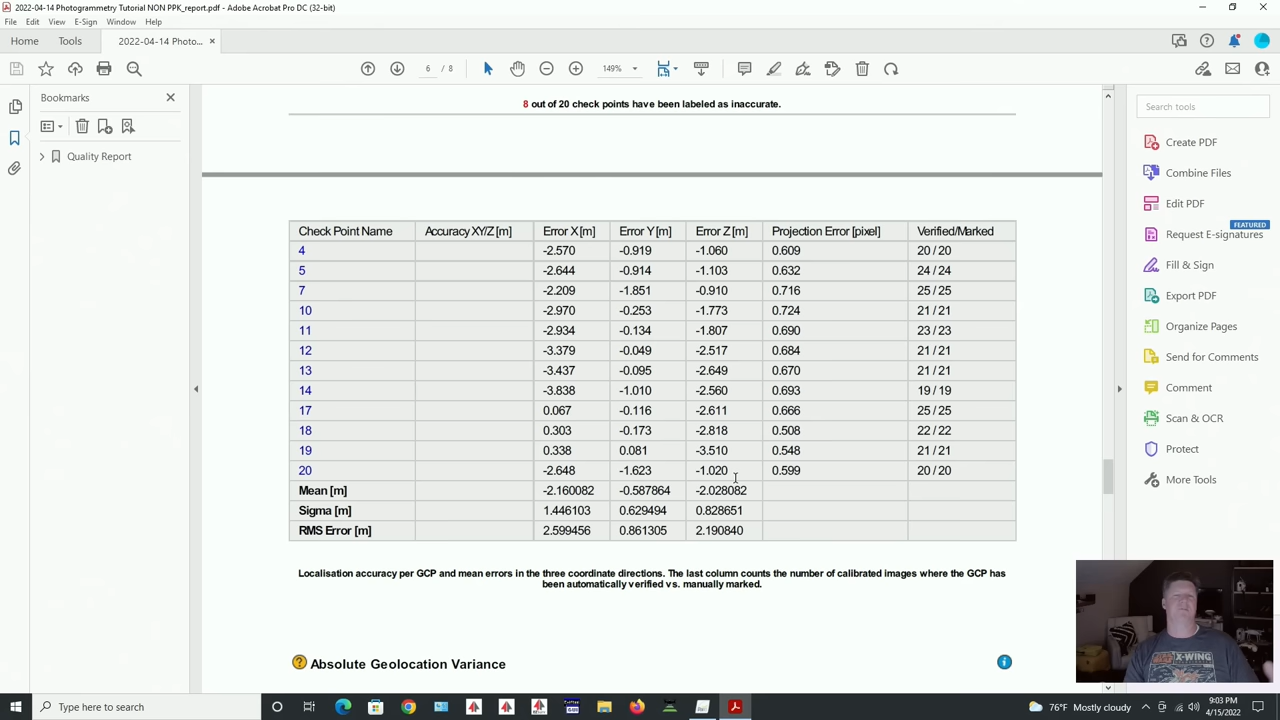 2022-04-14 Photogrammetry Tutorial NON PPK_report.pdf - Adobe Acrobat Pro DC (32-bit)
File Edit View E-Sign Window Help
Home Tools 2022-04-14 Photo... ×
6 / 8 149%
Bookmarks
Quality Report
8 out of 20 check points have been labeled as inaccurate.
Check Point Name Accuracy XY/Z [m] Error X [m] Error Y [m] Error Z [m] Projection Error [pixel] Verified/Marked
4 -2.570 -0.919 -1.060 0.609 20 / 20
5 -2.644 -0.914 -1.103 0.632 24 / 24
7 -2.209 -1.851 -0.910 0.716 25 / 25
10 -2.970 -0.253 -1.773 0.724 21 / 21
11 -2.934 -0.134 -1.807 0.690 23 / 23
12 -3.379 -0.049 -2.517 0.684 21 / 21
13 -3.437 -0.095 -2.649 0.670 21 / 21
14 -3.838 -1.010 -2.560 0.693 19 / 19
17 0.067 -0.116 -2.611 0.666 25 / 25
18 0.303 -0.173 -2.818 0.508 22 / 22
19 0.338 0.081 -3.510 0.548 21 / 21
20 -2.648 -1.623 -1.020 0.599 20 / 20
Mean [m] -2.160082 -0.587864 -2.028082
Sigma [m] 1.446103 0.629494 0.828651
RMS Error [m] 2.599456 0.861305 2.190840
Localisation accuracy per GCP and mean errors in the three coordinate directions. The last column counts the number of calibrated images where the GCP has
been automatically verified vs. manually marked.
Absolute Geolocation Variance
Search tools
Create PDF
Combine Files
Edit PDF
FEATURED
Request E-signatures
Fill & Sign
Export PDF
Organize Pages
Send for Comments
Comment
Scan & OCR
Protect
More Tools
X-WING
Type here to search
76°F Mostly cloudy
9:03 PM
4/15/2022